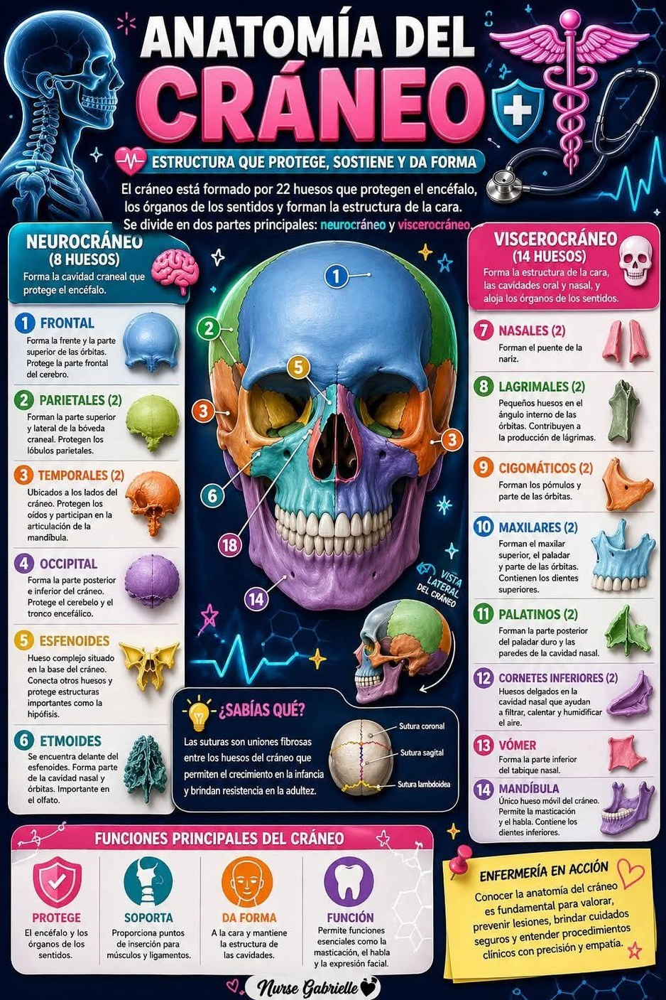 ANATOMÍA DEL
CRÁNEO
ESTRUCTURA QUE PROTEGE, SOSTIENE Y DA FORMA
El cráneo está formado por 22 huesos que protegen el encéfalo,
los órganos de los sentidos y forman la estructura de la cara.
Se divide en dos partes principales: neurocráneo y viscerocráneo.
NEUROCRÁNEO
(8 HUESOS)
Forma la cavidad craneal que
protege el encéfalo.
1 FRONTAL
Forma la frente y la parte
superior de las órbitas.
Protege la parte frontal
del cerebro.
2 PARIETALES (2)
Forman la parte superior
y lateral de la bóveda
craneal. Protegen los
lóbulos parietales.
3 TEMPORALES (2)
Ubicados a los lados del
cráneo. Protegen los
oídos y participan en la
articulación de la
mandíbula.
4 OCCIPITAL
Forma la parte posterior
e inferior del cráneo.
Protege el cerebelo y el
tronco encefálico.
5 ESFENOIDES
Hueso complejo situado
en la base del cráneo.
Conecta otros huesos y
protege estructuras
importantes como la
hipófisis.
6 ETMOIDES
Se encuentra delante del
esfenoides. Forma parte
de la cavidad nasal y
órbitas. Importante en
el olfato.
1
2
5
3
3
6
18
14
VISTA
LATERAL
DEL CRÁNEO
¿SABÍAS QUÉ?
Las suturas son uniones fibrosas
entre los huesos del cráneo que
permiten el crecimiento en la infancia
y brindan resistencia en la adultez.
Sutura coronal
Sutura sagital
Sutura lambdoidea
VISCEROCRÁNEO
(14 HUESOS)
Forma la estructura de la cara,
las cavidades oral y nasal, y
aloja los órganos de los sentidos.
7 NASALES (2)
Forman el puente de la
nariz.
8 LAGRIMALES (2)
Pequeños huesos en el
ángulo interno de las
órbitas. Contribuyen a
la producción de lágrimas.
9 CIGOMÁTICOS (2)
Forman los pómulos y
parte de las órbitas.
10 MAXILARES (2)
Forman el maxilar
superior, el paladar
y parte de las órbitas.
Contienen los dientes
superiores.
11 PALATINOS (2)
Forman la parte posterior
del paladar duro y las
paredes de la cavidad nasal.
12 CORNETES INFERIORES (2)
Huesos delgados en la
cavidad nasal que ayudan
a filtrar, calentar y humidificar
el aire.
13 VÓMER
Forma la parte inferior
del tabique nasal.
14 MANDÍBULA
Único hueso móvil del cráneo.
Permite la masticación
y el habla. Contiene los
dientes inferiores.
FUNCIONES PRINCIPALES DEL CRÁNEO
PROTEGE
El encéfalo y los
órganos de los
sentidos.
SOPORTA
Proporciona puntos
de inserción para
músculos y ligamentos.
DA FORMA
A la cara y mantiene
la estructura de
las cavidades.
FUNCIÓN
Permite funciones
esenciales como la
masticación, el habla
y la expresión facial.
ENFERMERÍA EN ACCIÓN
Conocer la anatomía del cráneo
es fundamental para valorar,
prevenir lesiones, brindar cuidados
seguros y entender procedimientos
clínicos con precisión y empatía.
Nurse Gabrielle